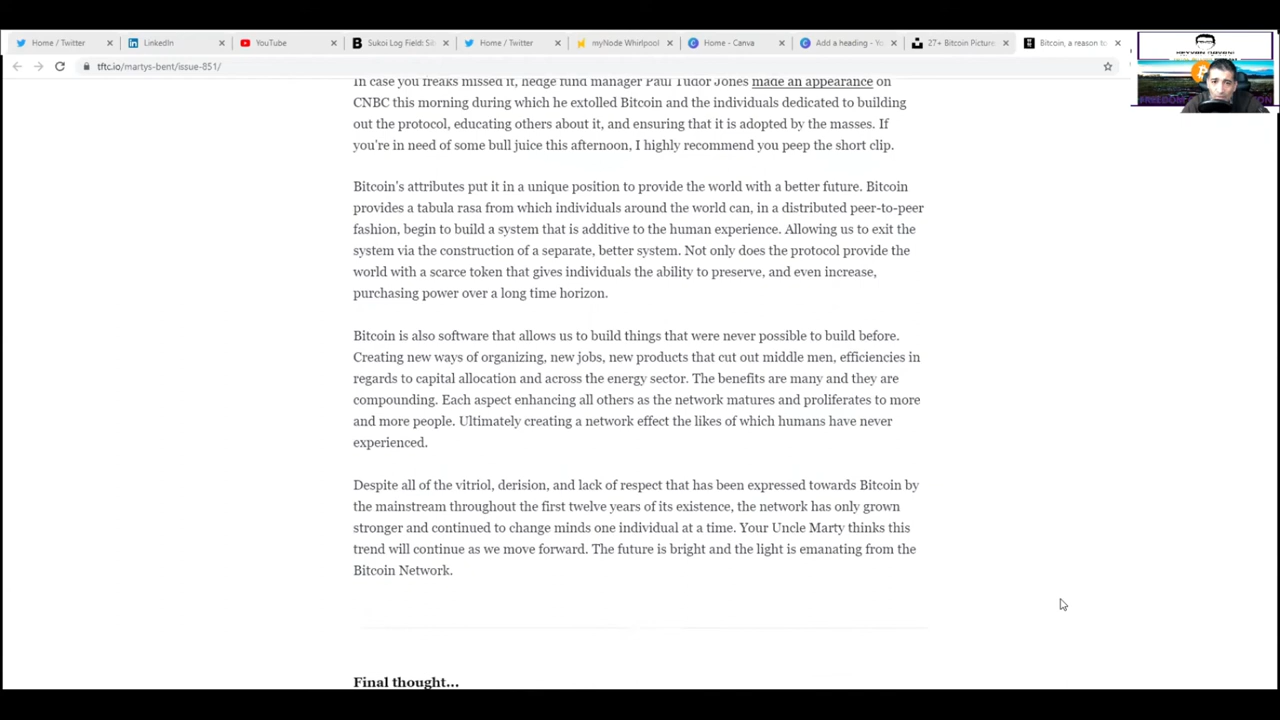 Home / Twitter
LinkedIn
YouTube
Sukoi Log Field: Sit
Home / Twitter
myNode Whirlpool
Home - Canva
Add a heading - Yo
27+ Bitcoin Picture
Bitcoin, a reason to
tftc.io/martys-bent/issue-851/
In case you freaks missed it, hedge fund manager Paul Tudor Jones made an appearance on
CNBC this morning during which he extolled Bitcoin and the individuals dedicated to building
out the protocol, educating others about it, and ensuring that it is adopted by the masses. If
you're in need of some bull juice this afternoon, I highly recommend you peep the short clip.
Bitcoin's attributes put it in a unique position to provide the world with a better future. Bitcoin
provides a tabula rasa from which individuals around the world can, in a distributed peer-to-peer
fashion, begin to build a system that is additive to the human experience. Allowing us to exit the
system via the construction of a separate, better system. Not only does the protocol provide the
world with a scarce token that gives individuals the ability to preserve, and even increase,
purchasing power over a long time horizon.
Bitcoin is also software that allows us to build things that were never possible to build before.
Creating new ways of organizing, new jobs, new products that cut out middle men, efficiencies in
regards to capital allocation and across the energy sector. The benefits are many and they are
compounding. Each aspect enhancing all others as the network matures and proliferates to more
and more people. Ultimately creating a network effect the likes of which humans have never
experienced.
Despite all of the vitriol, derision, and lack of respect that has been expressed towards Bitcoin by
the mainstream throughout the first twelve years of its existence, the network has only grown
stronger and continued to change minds one individual at a time. Your Uncle Marty thinks this
trend will continue as we move forward. The future is bright and the light is emanating from the
Bitcoin Network.
Final thought...